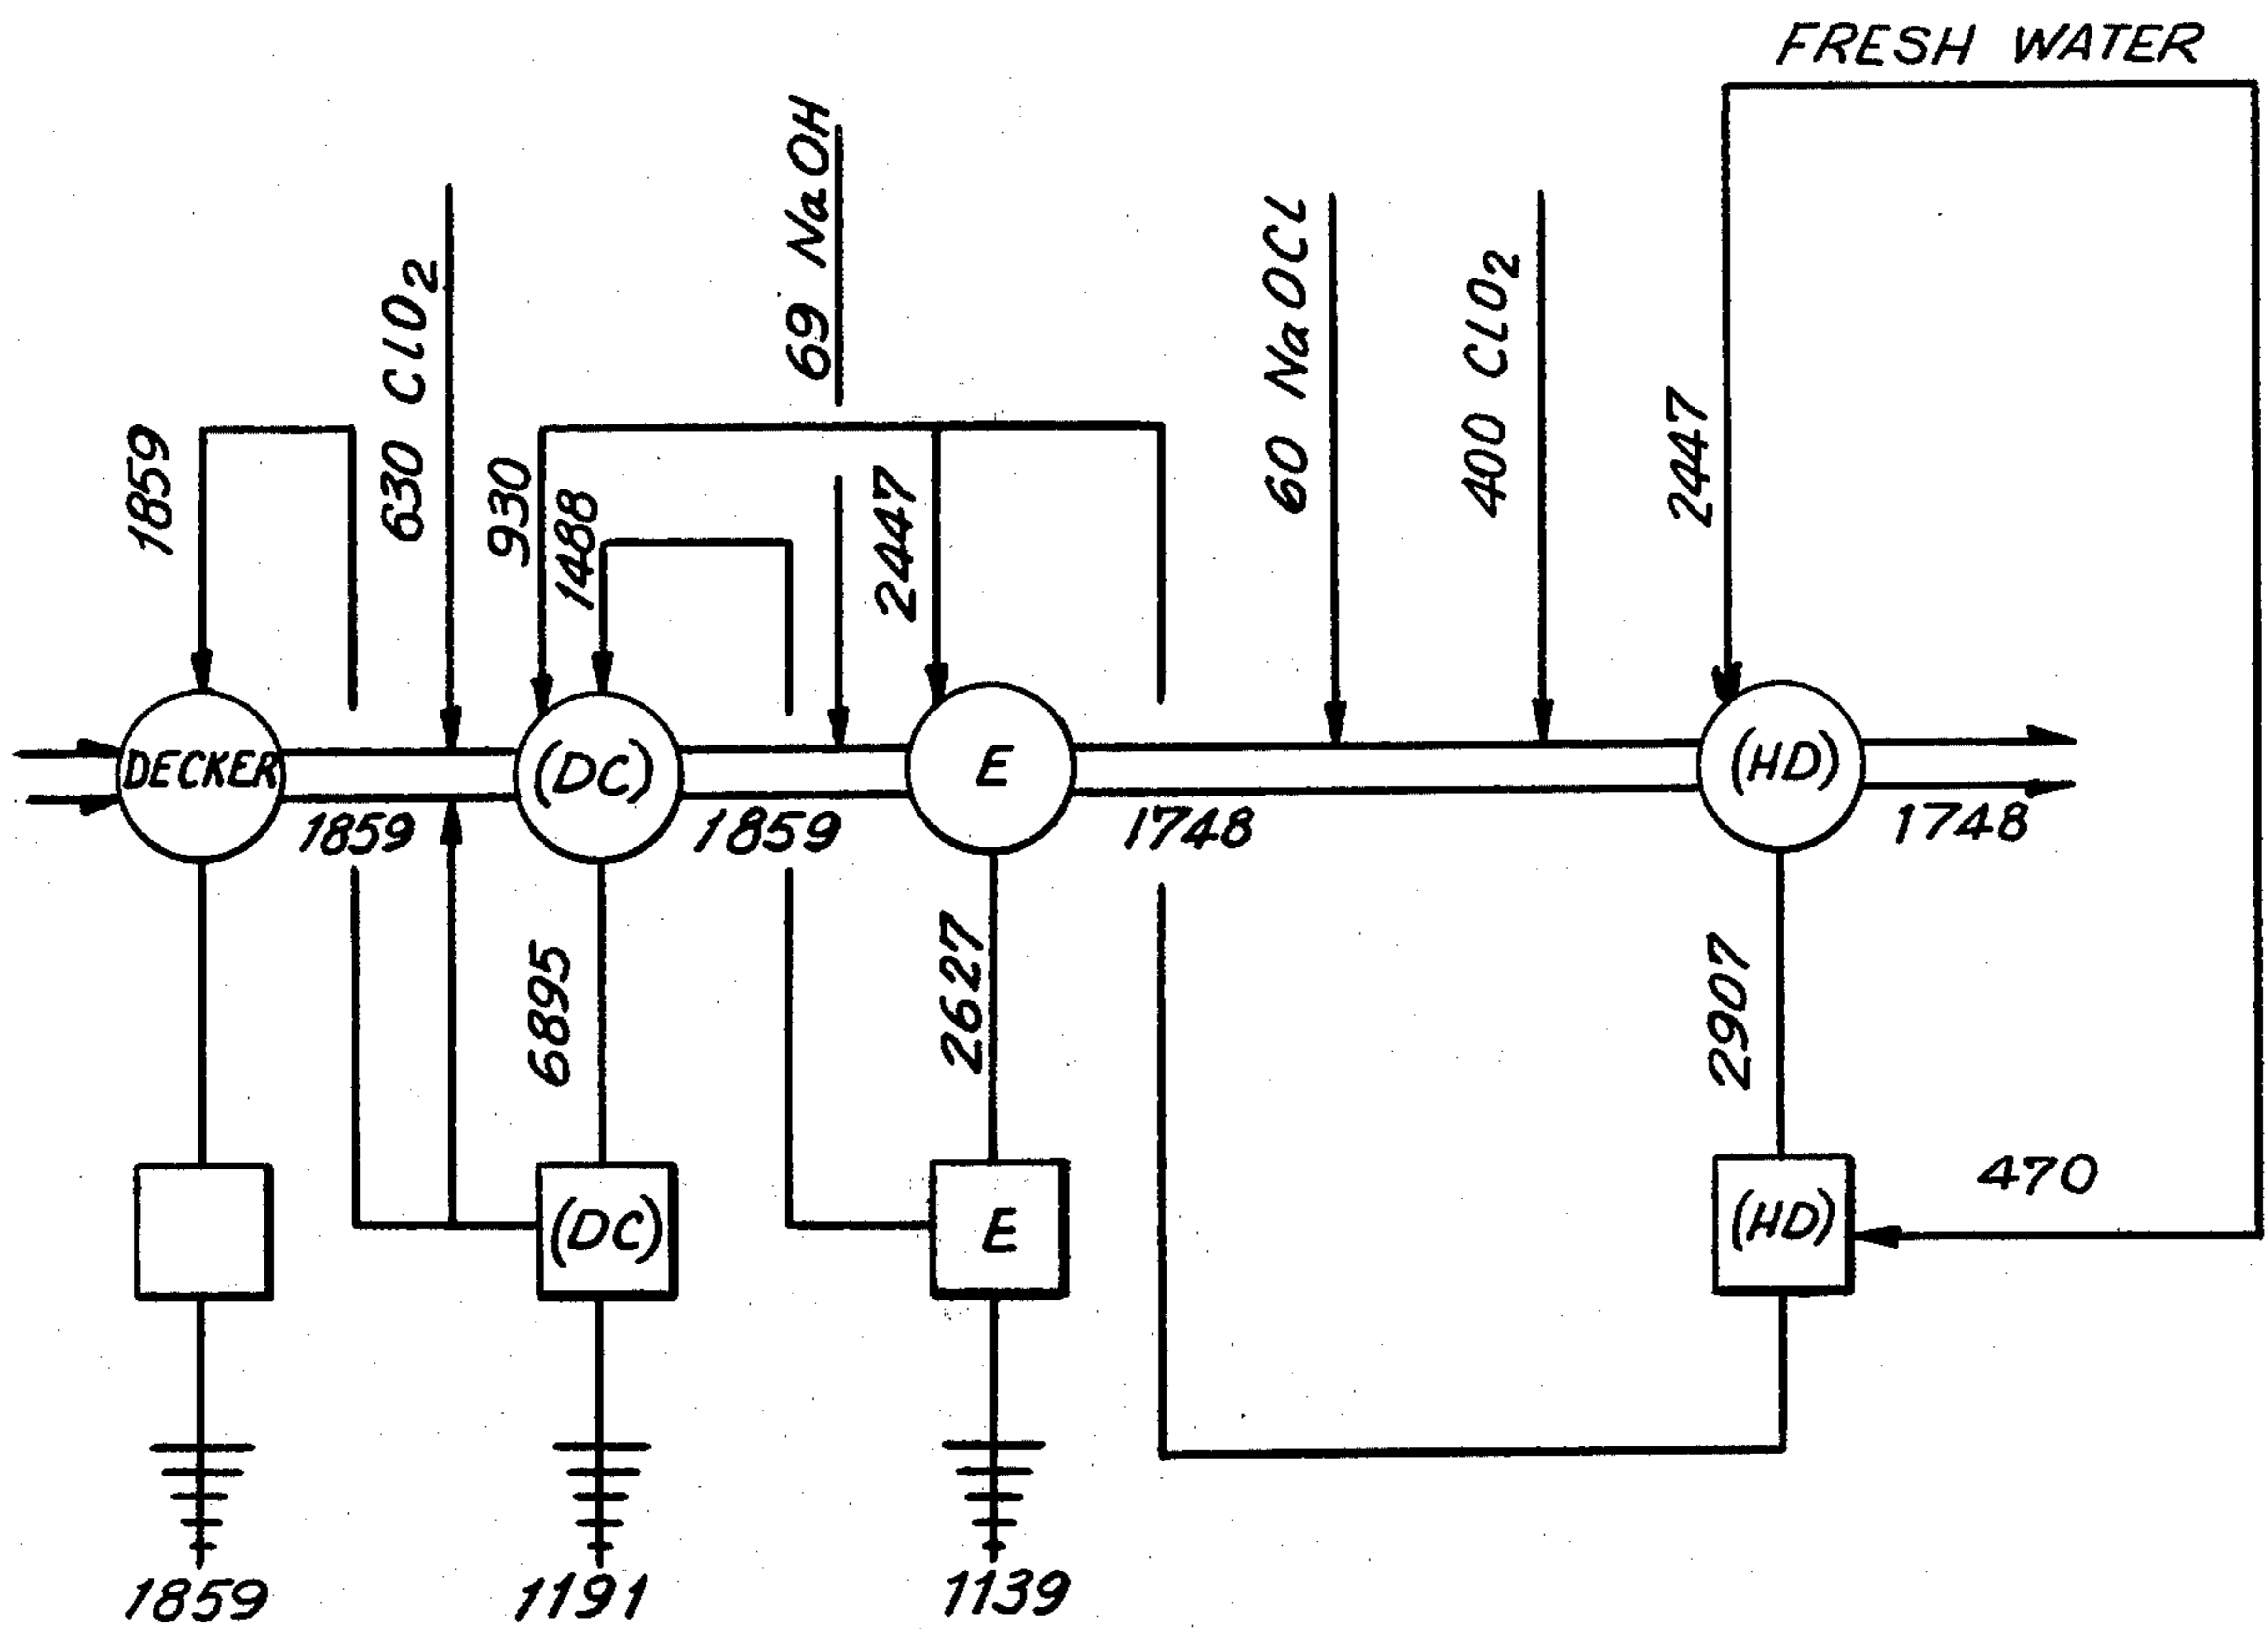 FRESH WATER
69 NaOH
630 CLO2
60 NaOCL
400 CLO2
1859
930
1488
2447
2447
DECKER
(DC)
E
(HD)
1859
1859
1748
1748
6895
2627
2907
470
(DC)
E
(HD)
1859
1191
1139